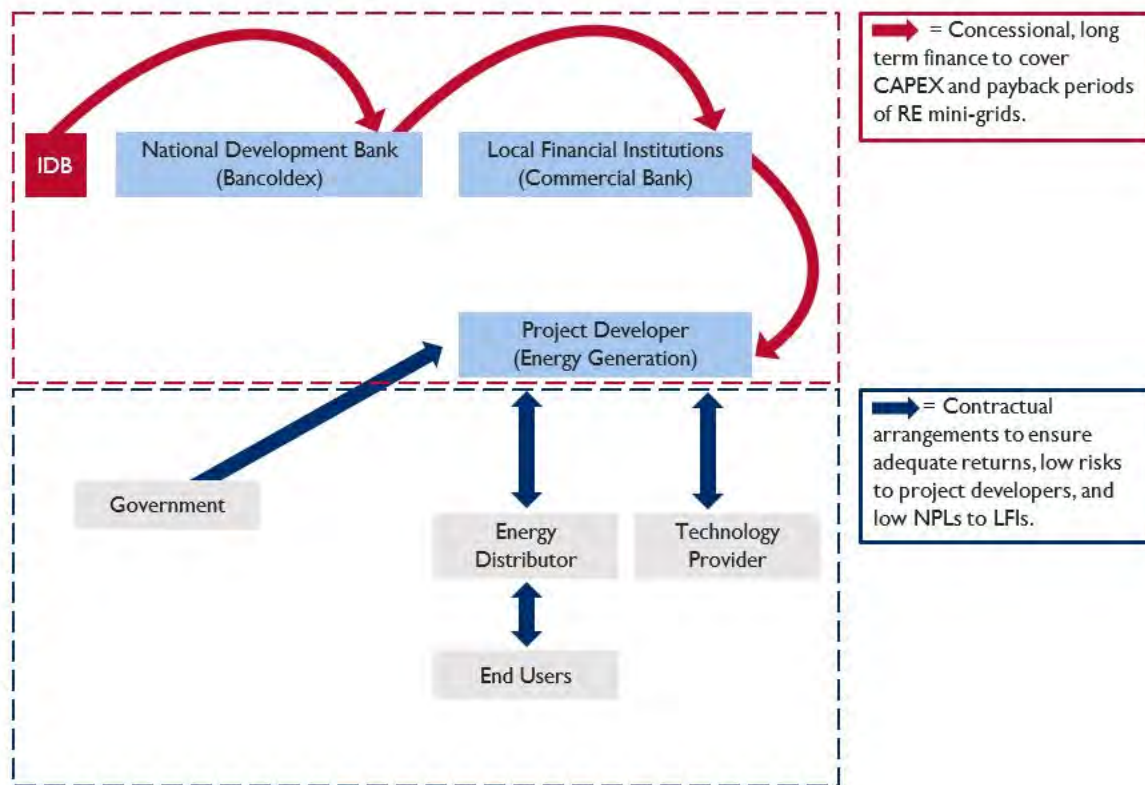 = Concessional, long
term finance to cover
CAPEX and payback periods
of RE mini-grids.
IDB
National Development Bank
(Bancoldex)
Local Financial Institutions
(Commercial Bank)
Project Developer
(Energy Generation)
= Contractual
arrangements to ensure
adequate returns, low risks
to project developers, and
low NPLs to LFIs.
Government
Energy
Distributor
Technology
Provider
End Users